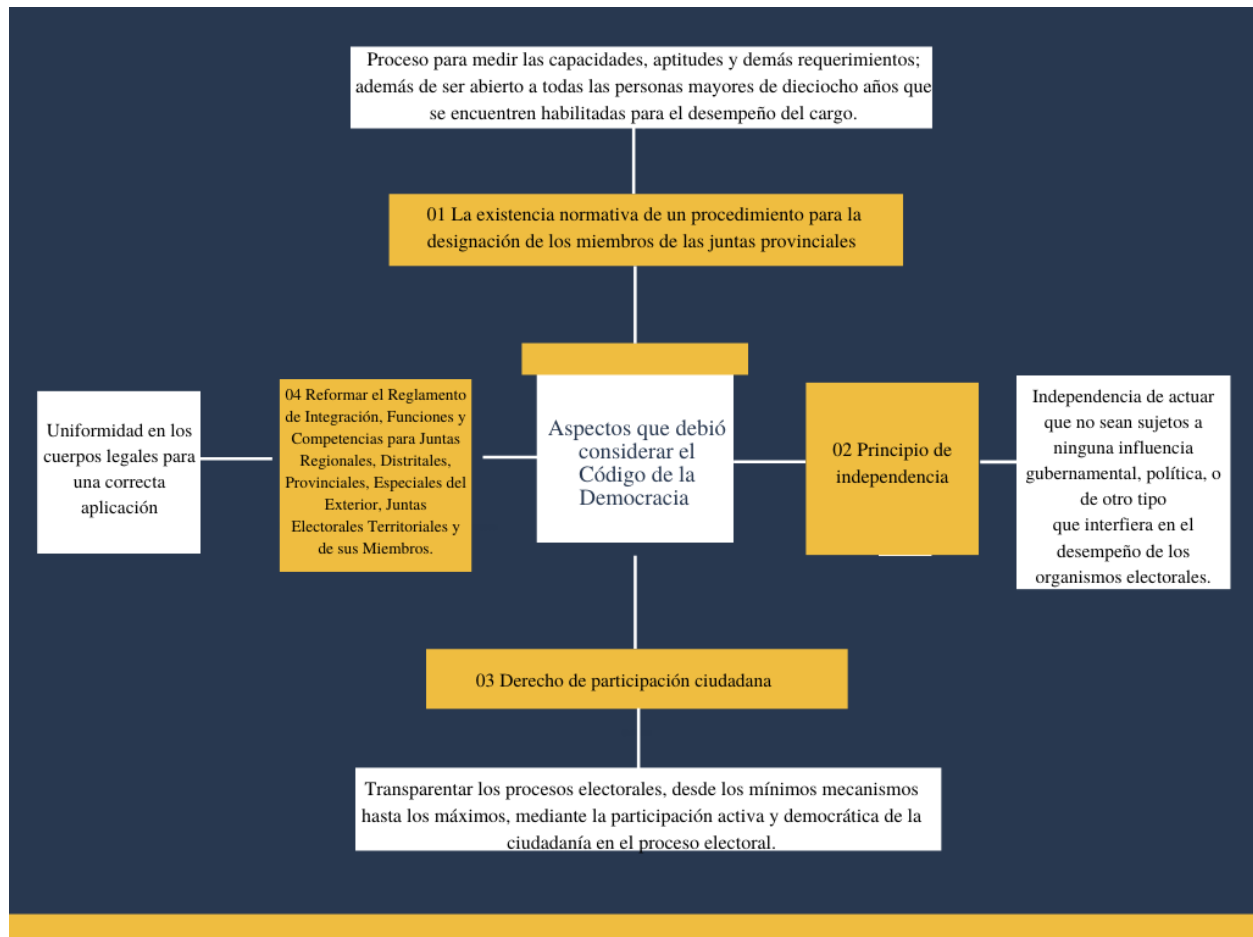 Proceso para medir las capacidades, aptitudes y demás requerimientos;
además de ser abierto a todas las personas mayores de dieciocho años que
se encuentren habilitadas para el desempeño del cargo.
01 La existencia normativa de un procedimiento para la
designación de los miembros de las juntas provinciales
Uniformidad en los
cuerpos legales para
una correcta
aplicación
04 Reformar el Reglamento
de Integración, Funciones y
Competencias para Juntas
Regionales, Distritales,
Provinciales, Especiales del
Exterior, Juntas
Electorales Territoriales y
de sus Miembros.
Aspectos que debió
considerar el
Código de la
Democracia
02 Principio de
independencia
Independencia de actuar
que no sean sujetos a
ninguna influencia
gubernamental, política, o
de otro tipo
que interfiera en el
desempeño de los
organismos electorales.
03 Derecho de participación ciudadana
Transparentar los procesos electorales, desde los mínimos mecanismos
hasta los máximos, mediante la participación activa y democrática de la
ciudadanía en el proceso electoral.